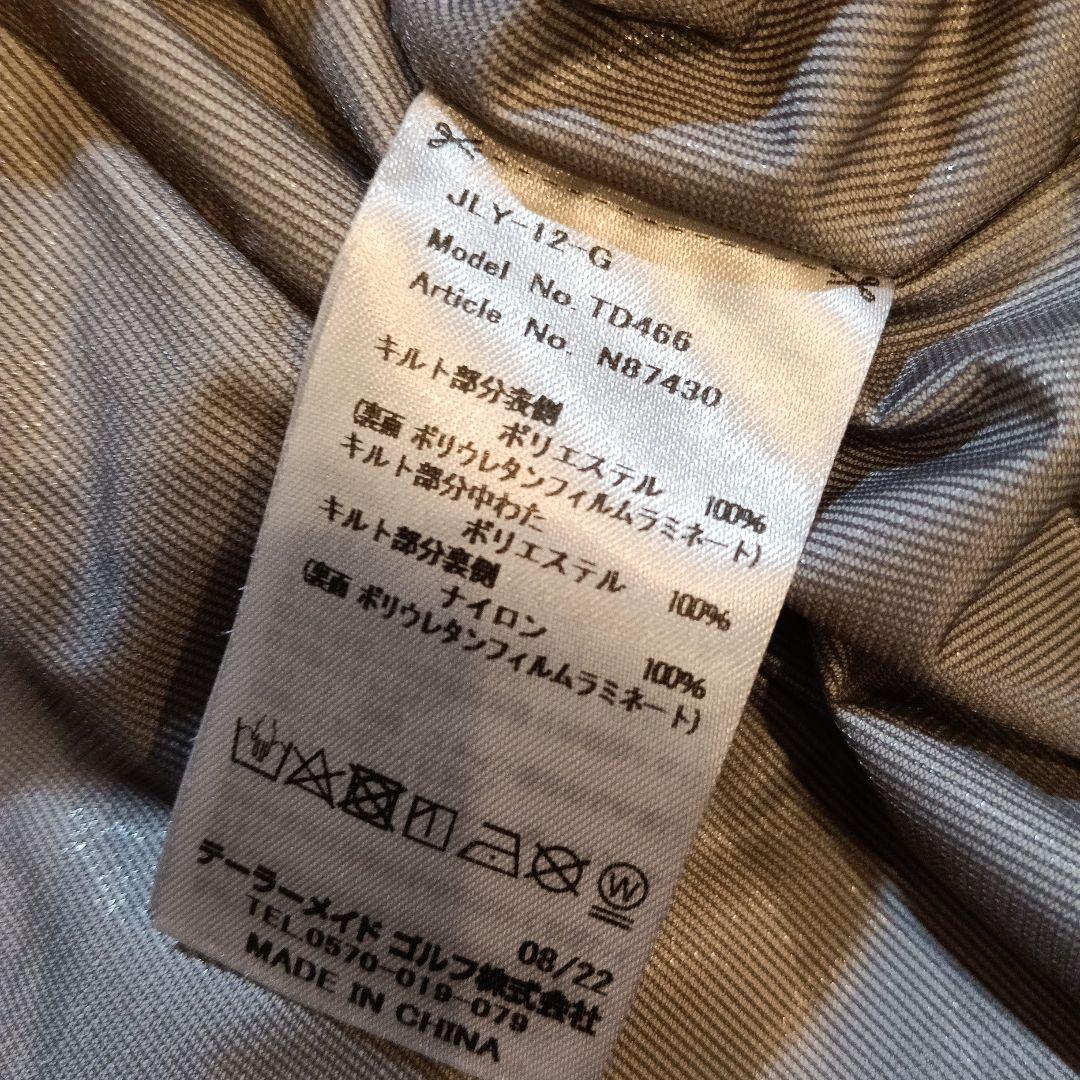 JLY-12-G
Model No. TD466
Article No. N87430
キルト部分表側
ポリエステル 100%
(裏面 ポリウレタンフィルムラミネート)
キルト部分中わた
ポリエステル 100%
キルト部分裏側
ナイロン 100%
(裏面 ポリウレタンフィルムラミネート)
W
08/22
テーラーメイド ゴルフ株式会社
TEL.0570-019-079
MADE IN CHINA